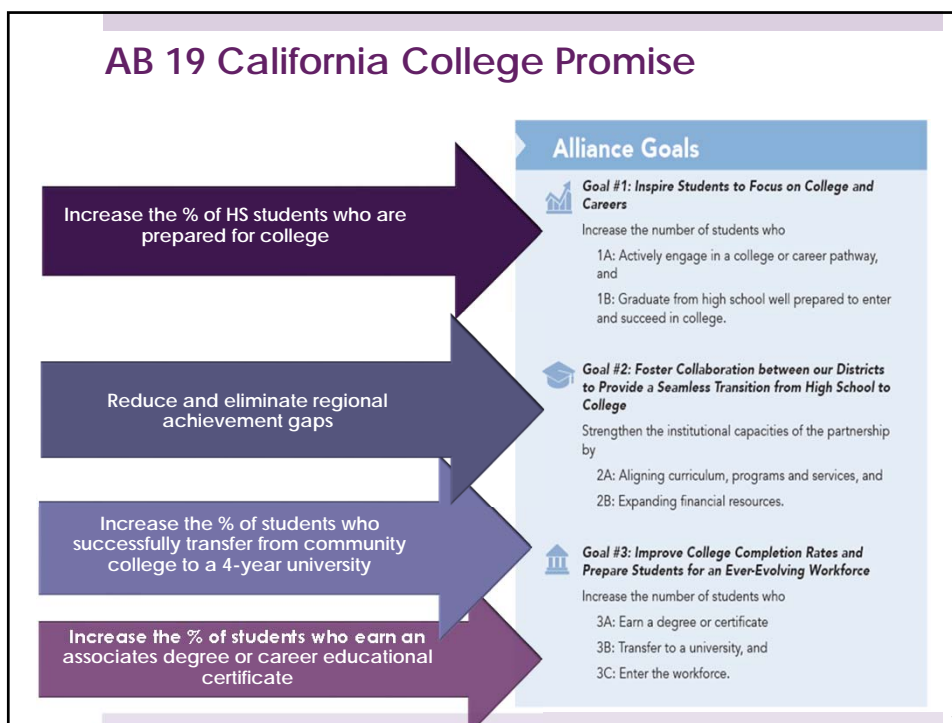 AB 19 California College Promise
Increase the % of HS students who are
prepared for college
Reduce and eliminate regional
achievement gaps
Increase the % of students who
successfully transfer from community
college to a 4-year university
Increase the % of students who earn an
associates degree or career educational
certificate
Alliance Goals
Goal #1: Inspire Students to Focus on College and
Careers
Increase the number of students who
1A: Actively engage in a college or career pathway,
and
1B: Graduate from high school well prepared to enter
and succeed in college.
Goal #2: Foster Collaboration between our Districts
to Provide a Seamless Transition from High School to
College
Strengthen the institutional capacities of the partnership
by
2A: Aligning curriculum, programs and services, and
2B: Expanding financial resources.
Goal #3: Improve College Completion Rates and
Prepare Students for an Ever-Evolving Workforce
Increase the number of students who
3A: Earn a degree or certificate
3B: Transfer to a university, and
3C: Enter the workforce.